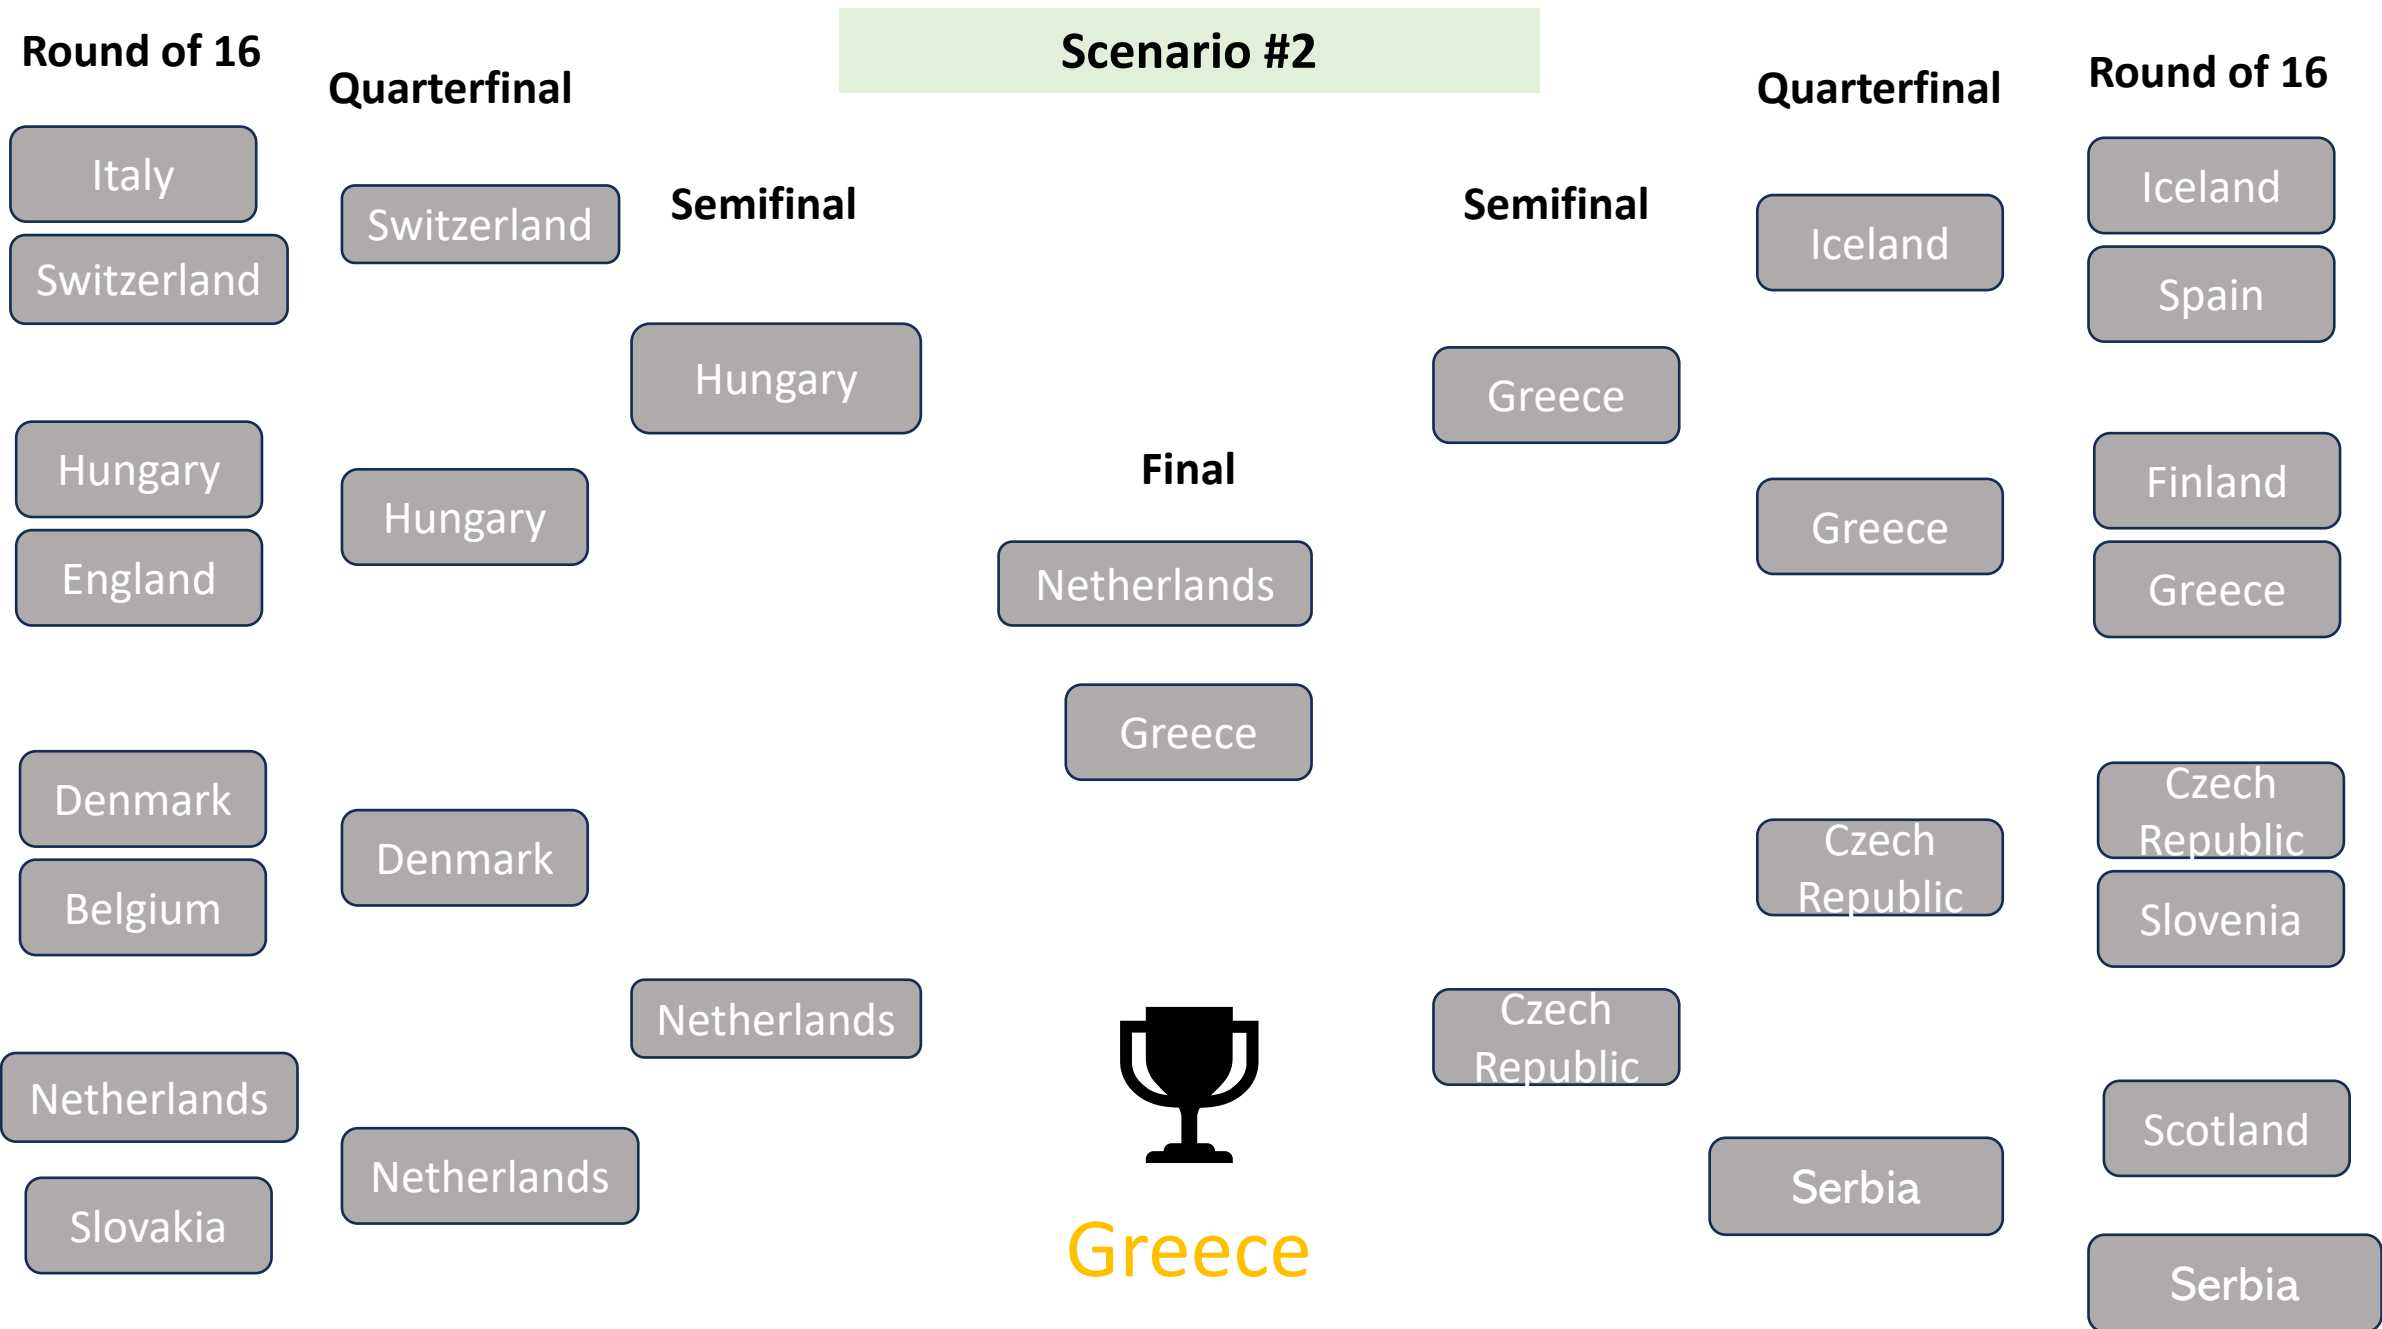 Scenario #2
Round of 16
Quarterfinal
Semifinal
Final
Semifinal
Quarterfinal
Round of 16
Italy
Switzerland
Hungary
England
Denmark
Belgium
Netherlands
Slovakia
Switzerland
Hungary
Denmark
Netherlands
Hungary
Netherlands
Netherlands
Greece
Greece
Greece
Czech
Republic
Iceland
Greece
Czech
Republic
Serbia
Iceland
Spain
Finland
Greece
Czech
Republic
Slovenia
Scotland
Serbia